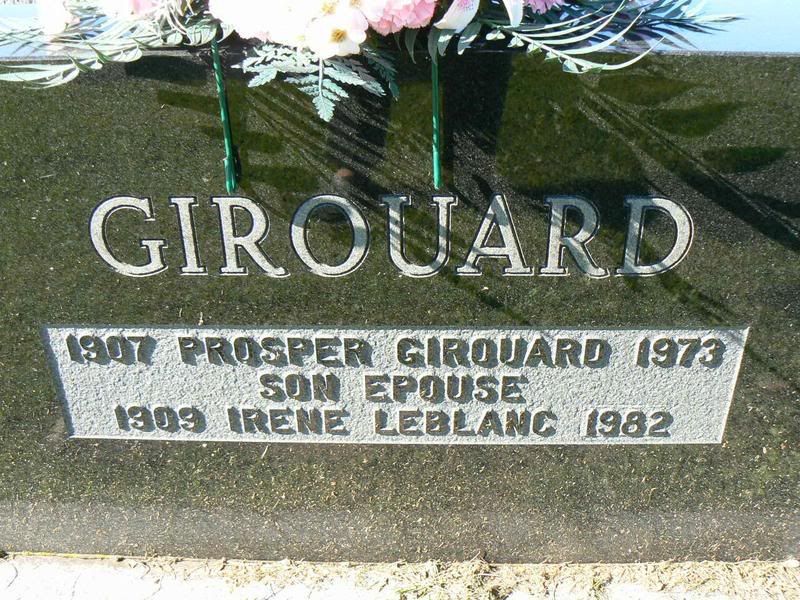 GIROUARD
1907 PROSPER GIROUARD 1973
SON EPOUSE
1909 IRENE LEBLANC 1982